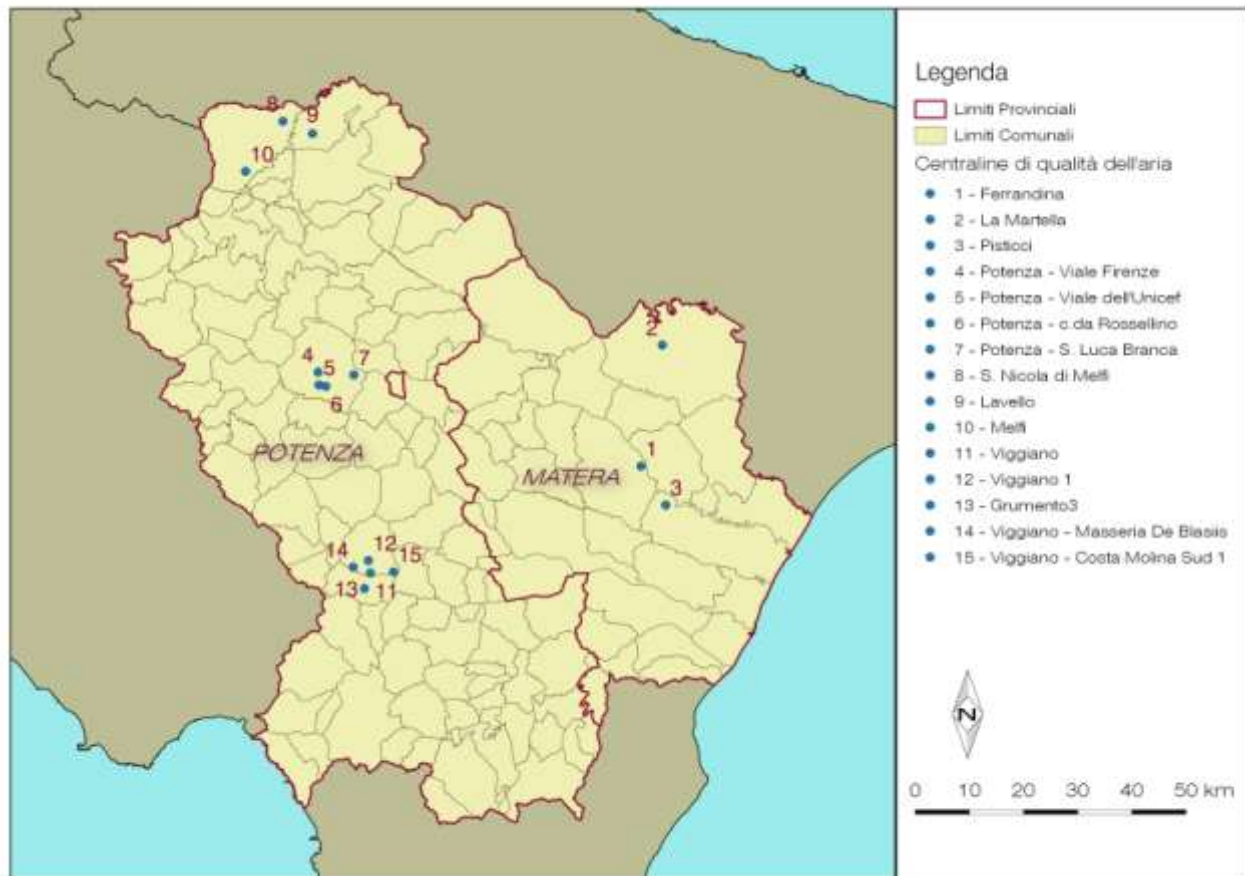 8
9
10
2
4
5
7
6
POTENZA
1
MATERA
3
14
12
15
13
11
Legenda
Limiti Provinciali
Limiti Comunali
Centraline di qualità dell'aria
1 - Ferrandina
2 - La Martella
3 - Pisticci
4 - Potenza - Viale Firenze
5 - Potenza - Viale dell'Unicef
6 - Potenza - c.da Rossellino
7 - Potenza - S. Luca Branca
8 - S. Nicola di Melfi
9 - Lavello
10 - Melfi
11 - Viggiano
12 - Viggiano 1
13 - Grumento3
14 - Viggiano - Masseria De Blasiis
15 - Viggiano - Costa Molina Sud 1
N
0 10 20 30 40 50 km